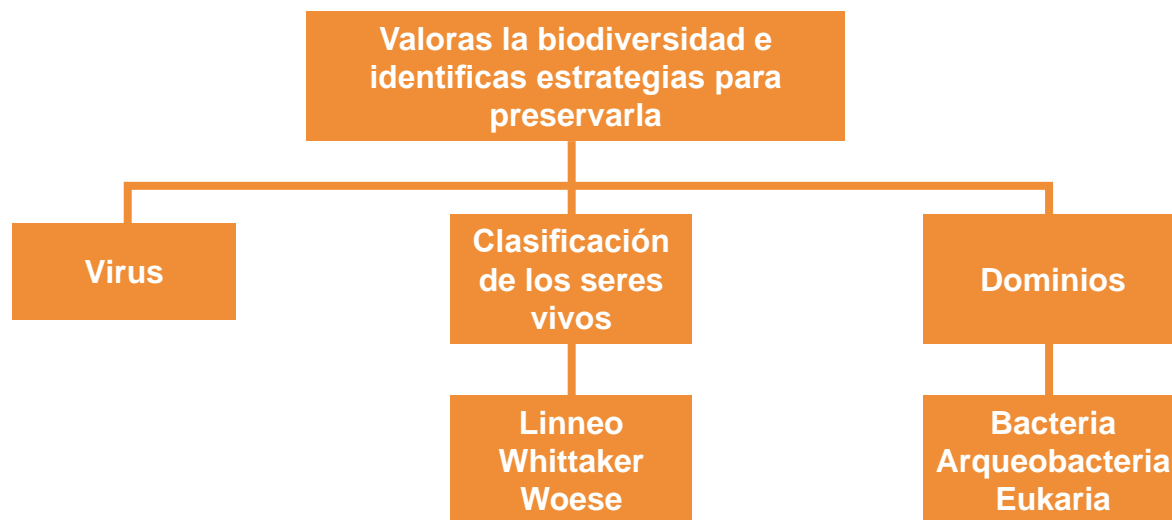 Valoras la biodiversidad e
identificas estrategias para
preservarla
Virus
Clasificación
de los seres
vivos
Dominios
Linneo
Whittaker
Woese
Bacteria
Arqueobacteria
Eukaria